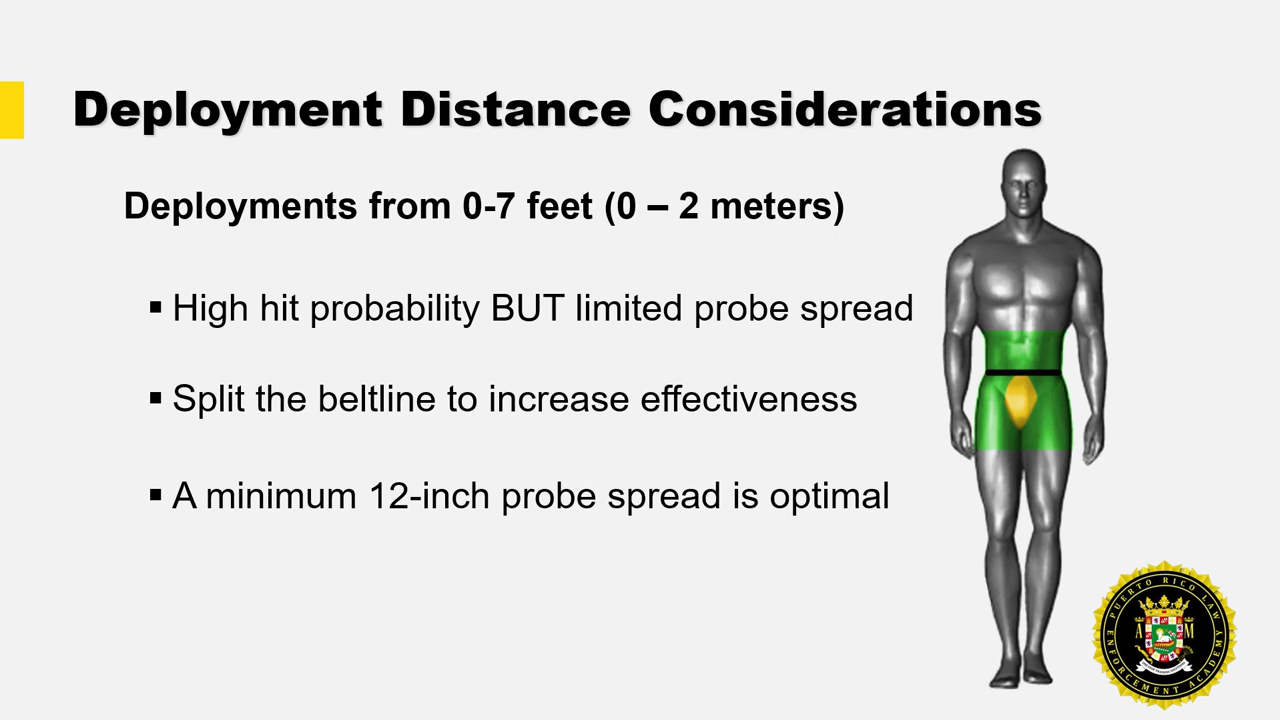 Deployment Distance Considerations
Deployments from 0-7 feet (0 – 2 meters)
▪ High hit probability BUT limited probe spread
▪ Split the beltline to increase effectiveness
▪ A minimum 12-inch probe spread is optimal
PUERTO RICO LAW
ENFORCEMENT ACADEMY
A M